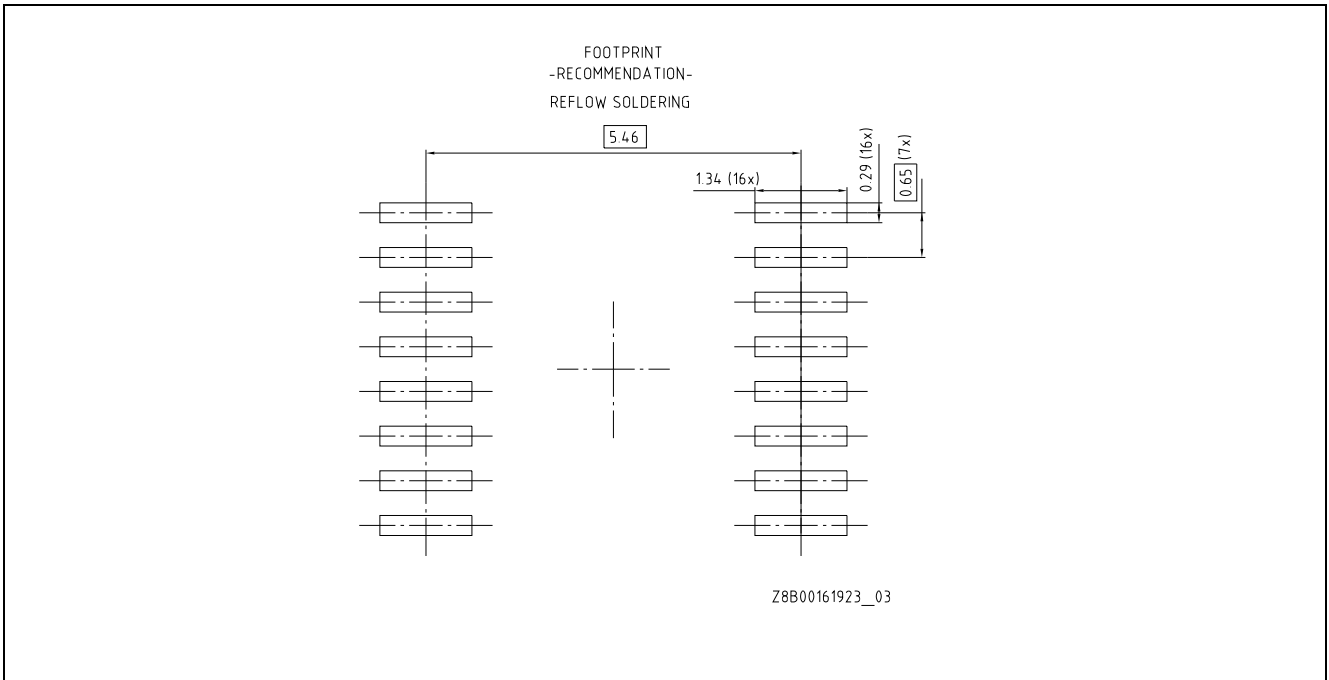 FOOTPRINT
-RECOMMENDATION-
REFLOW SOLDERING
5.46
1.34 (16x)
0.29 (16x)
0.65 (7x)
Z8B00161923_03